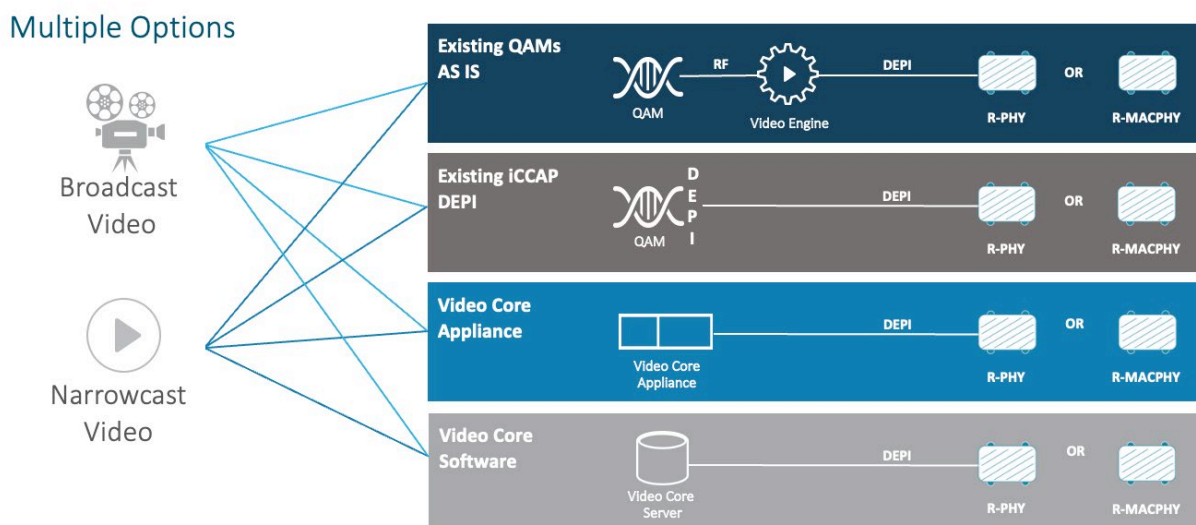 Multiple Options
Broadcast
Video
Narrowcast
Video
Existing QAMs
AS IS
QAM
RF
Video Engine
DEPI
R-PHY
OR
R-MACPHY
Existing iCCAP
DEPI
QAM
D
E
P
I
DEPI
R-PHY
OR
R-MACPHY
Video Core
Appliance
Video Core
Appliance
DEPI
R-PHY
OR
R-MACPHY
Video Core
Software
Video Core
Server
DEPI
R-PHY
OR
R-MACPHY